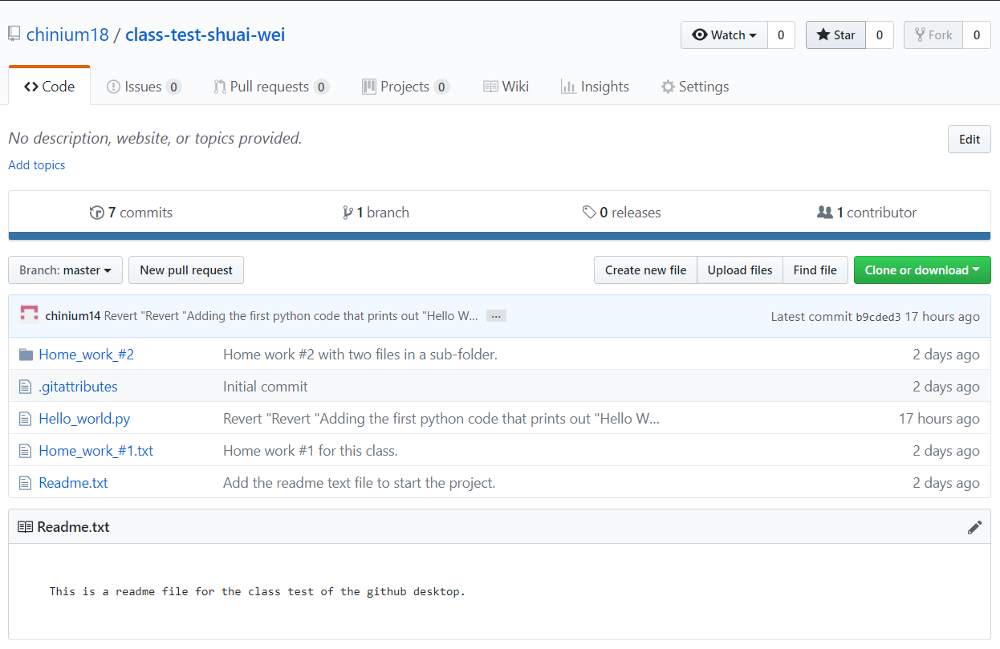 chinium18 / class-test-shuai-wei
Watch 0 Star 0 Fork 0
Code Issues 0 Pull requests 0 Projects 0 Wiki Insights Settings
No description, website, or topics provided.
Edit
Add topics
7 commits 1 branch 0 releases 1 contributor
Branch: master New pull request Create new file Upload files Find file Clone or download
chinium14 Revert "Revert "Adding the first python code that prints out "Hello W... ... Latest commit b9cded3 17 hours ago
Home_work_#2 Home work #2 with two files in a sub-folder. 2 days ago
.gitattributes Initial commit 2 days ago
Hello_world.py Revert "Revert "Adding the first python code that prints out "Hello W... 17 hours ago
Home_work_#1.txt Home work #1 for this class. 2 days ago
Readme.txt Add the readme text file to start the project. 2 days ago
Readme.txt
This is a readme file for the class test of the github desktop.